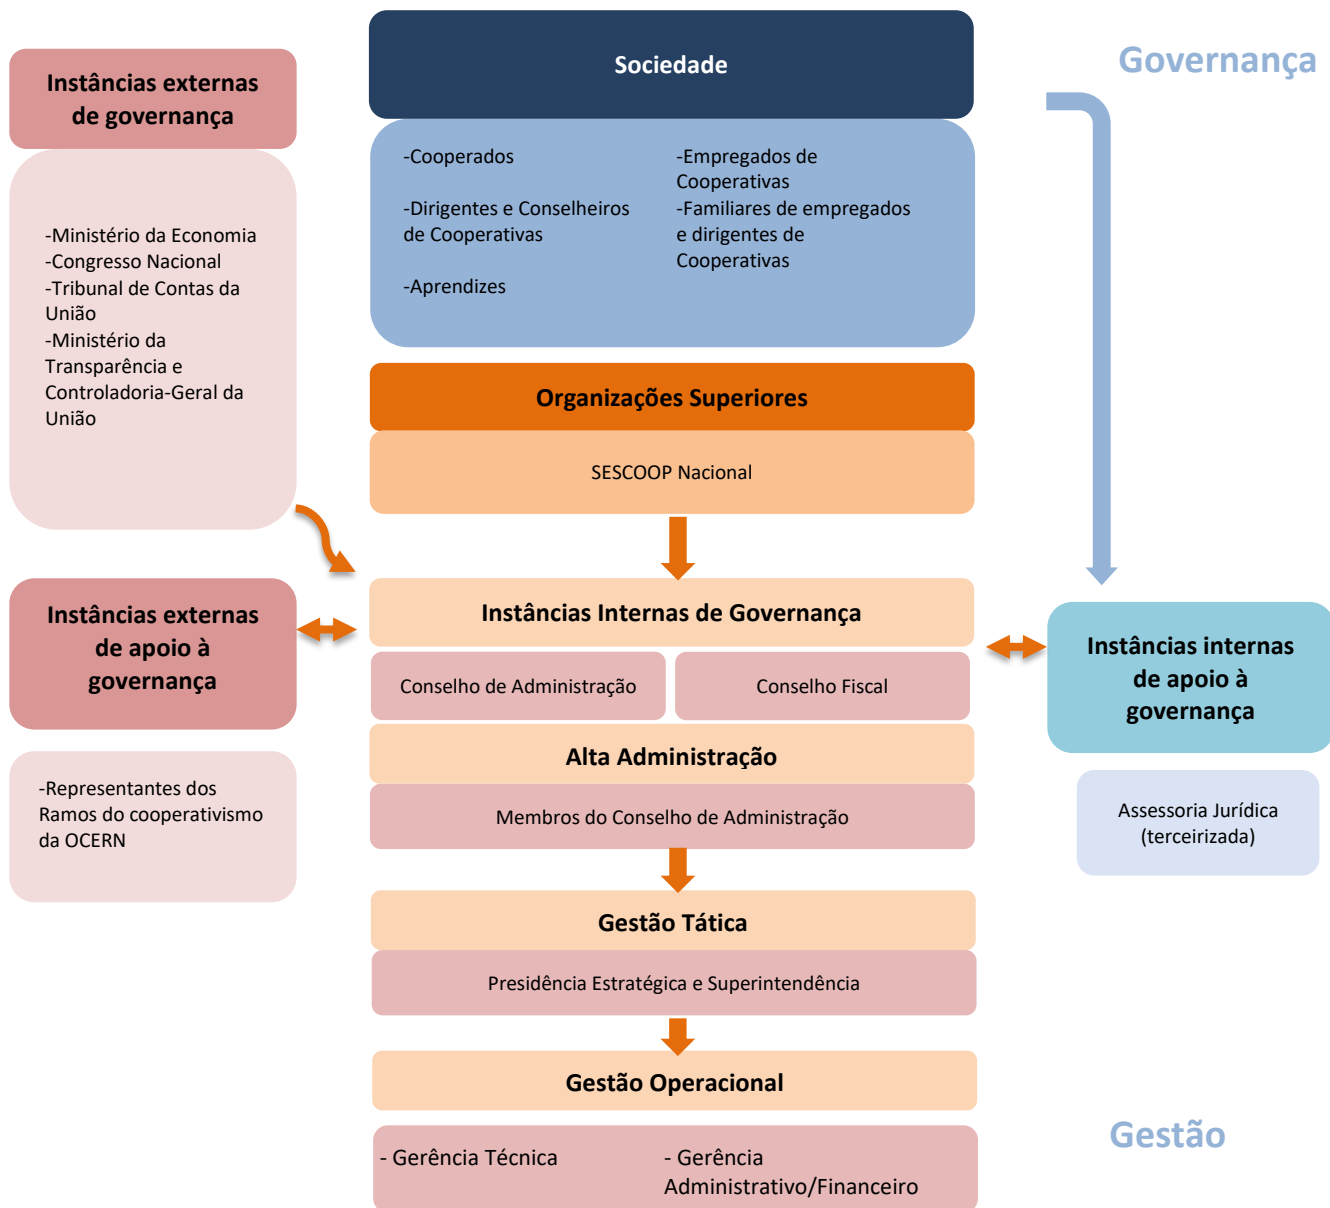 Governança
Sociedade
Instâncias externas
de governança
-Cooperados
-Dirigentes e Conselheiros
de Cooperativas
-Aprendizes
-Empregados de
Cooperativas
-Familiares de empregados
e dirigentes de
Cooperativas
-Ministério da Economia
-Congresso Nacional
-Tribunal de Contas da
União
-Ministério da
Transparência e
Controladoria-Geral da
União
Organizações Superiores
SESCOOP Nacional
Instâncias externas
de apoio à
governança
Instâncias Internas de Governança
Instâncias internas
de apoio à
governança
Conselho de Administração
Conselho Fiscal
Alta Administração
Membros do Conselho de Administração
-Representantes dos
Ramos do cooperativismo
da OCERN
Assessoria Jurídica
(terceirizada)
Gestão Tática
Presidência Estratégica e Superintendência
Gestão Operacional
Gestão
- Gerência Técnica
- Gerência
Administrativo/Financeiro